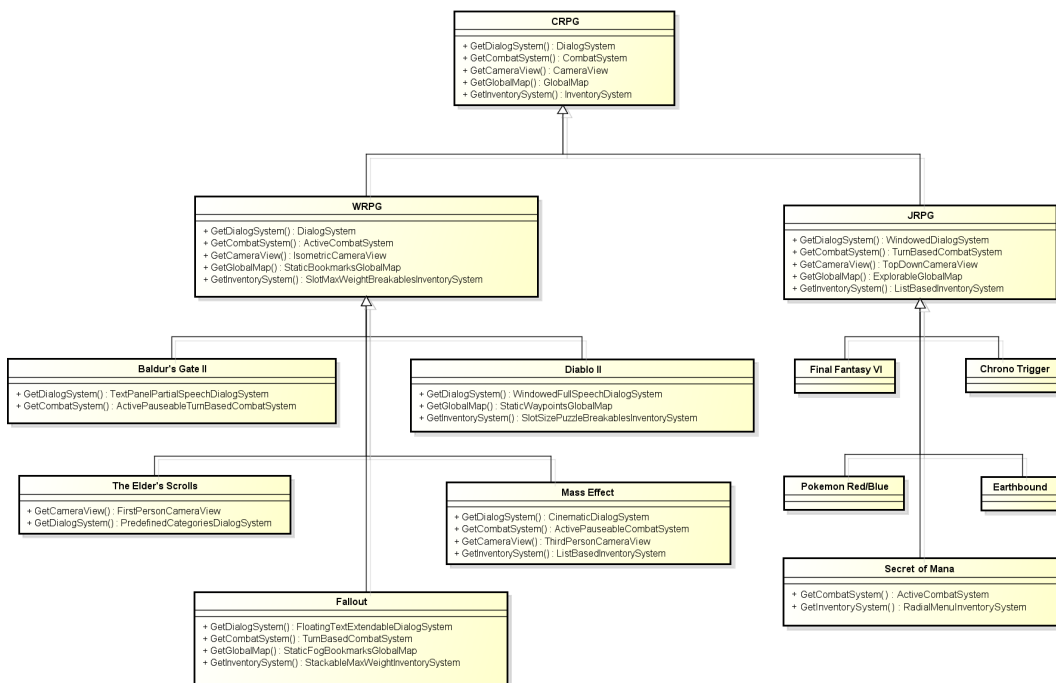 CRPG
+ GetDialogSystem() : DialogSystem
+ GetCombatSystem() : CombatSystem
+ GetCameraView() : CameraView
+ GetGlobalMap() : GlobalMap
+ GetInventorySystem() : InventorySystem
WRPG
+ GetDialogSystem() : DialogSystem
+ GetCombatSystem() : ActiveCombatSystem
+ GetCameraView() : IsometricCameraView
+ GetGlobalMap() : StaticBookmarksGlobalMap
+ GetInventorySystem() : SlotMaxWeightBreakablesInventorySystem
JRPG
+ GetDialogSystem() : WindowedDialogSystem
+ GetCombatSystem() : TurnBasedCombatSystem
+ GetCameraView() : TopDownCameraView
+ GetGlobalMap() : ExplorableGlobalMap
+ GetInventorySystem() : ListBasedInventorySystem
Baldur's Gate II
+ GetDialogSystem() : TextPanelPartialSpeechDialogSystem
+ GetCombatSystem() : ActivePauseableTurnBasedCombatSystem
Diablo II
+ GetDialogSystem() : WindowedFullSpeechDialogSystem
+ GetGlobalMap() : StaticWaypointsGlobalMap
+ GetInventorySystem() : SlotSizePuzzleBreakablesInventorySystem
Final Fantasy VI
Chrono Trigger
The Elder's Scrolls
+ GetCameraView() : FirstPersonCameraView
+ GetDialogSystem() : PredefinedCategoriesDialogSystem
Mass Effect
+ GetDialogSystem() : CinematicDialogSystem
+ GetCombatSystem() : ActivePauseableCombatSystem
+ GetCameraView() : ThirdPersonCameraView
+ GetInventorySystem() : ListBasedInventorySystem
Pokemon Red/Blue
Earthbound
Secret of Mana
+ GetCombatSystem() : ActiveCombatSystem
+ GetInventorySystem() : RadialMenuInventorySystem
Fallout
+ GetDialogSystem() : FloatingTextExtendableDialogSystem
+ GetCombatSystem() : TurnBasedCombatSystem
+ GetGlobalMap() : StaticFogBookmarksGlobalMap
+ GetInventorySystem() : StackableMaxWeightInventorySystem